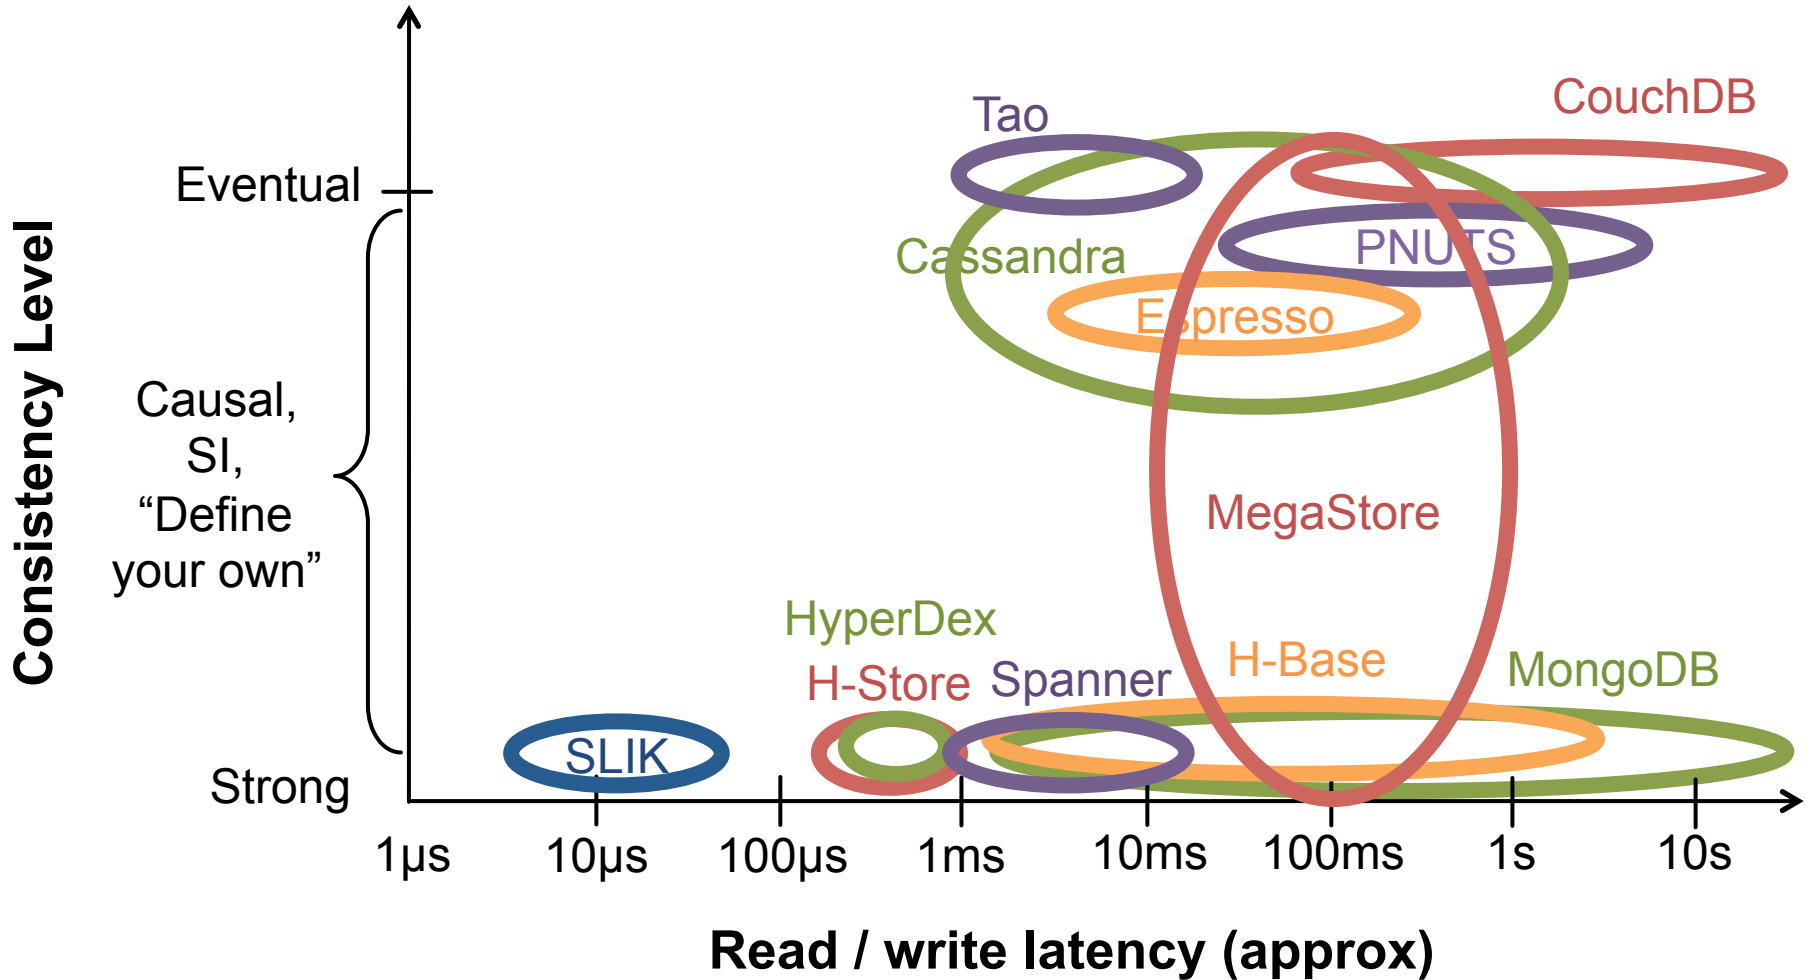 CouchDB
Tao
Eventual
PNUTS
Cassandra
Espresso
Consistency Level
Causal,
SI,
“Define
your own”
MegaStore
HyperDex
H-Base
MongoDB
H-Store
Spanner
SLIK
Strong
1µs
10µs
100µs
1ms
10ms
100ms
1s
10s
Read / write latency (approx)